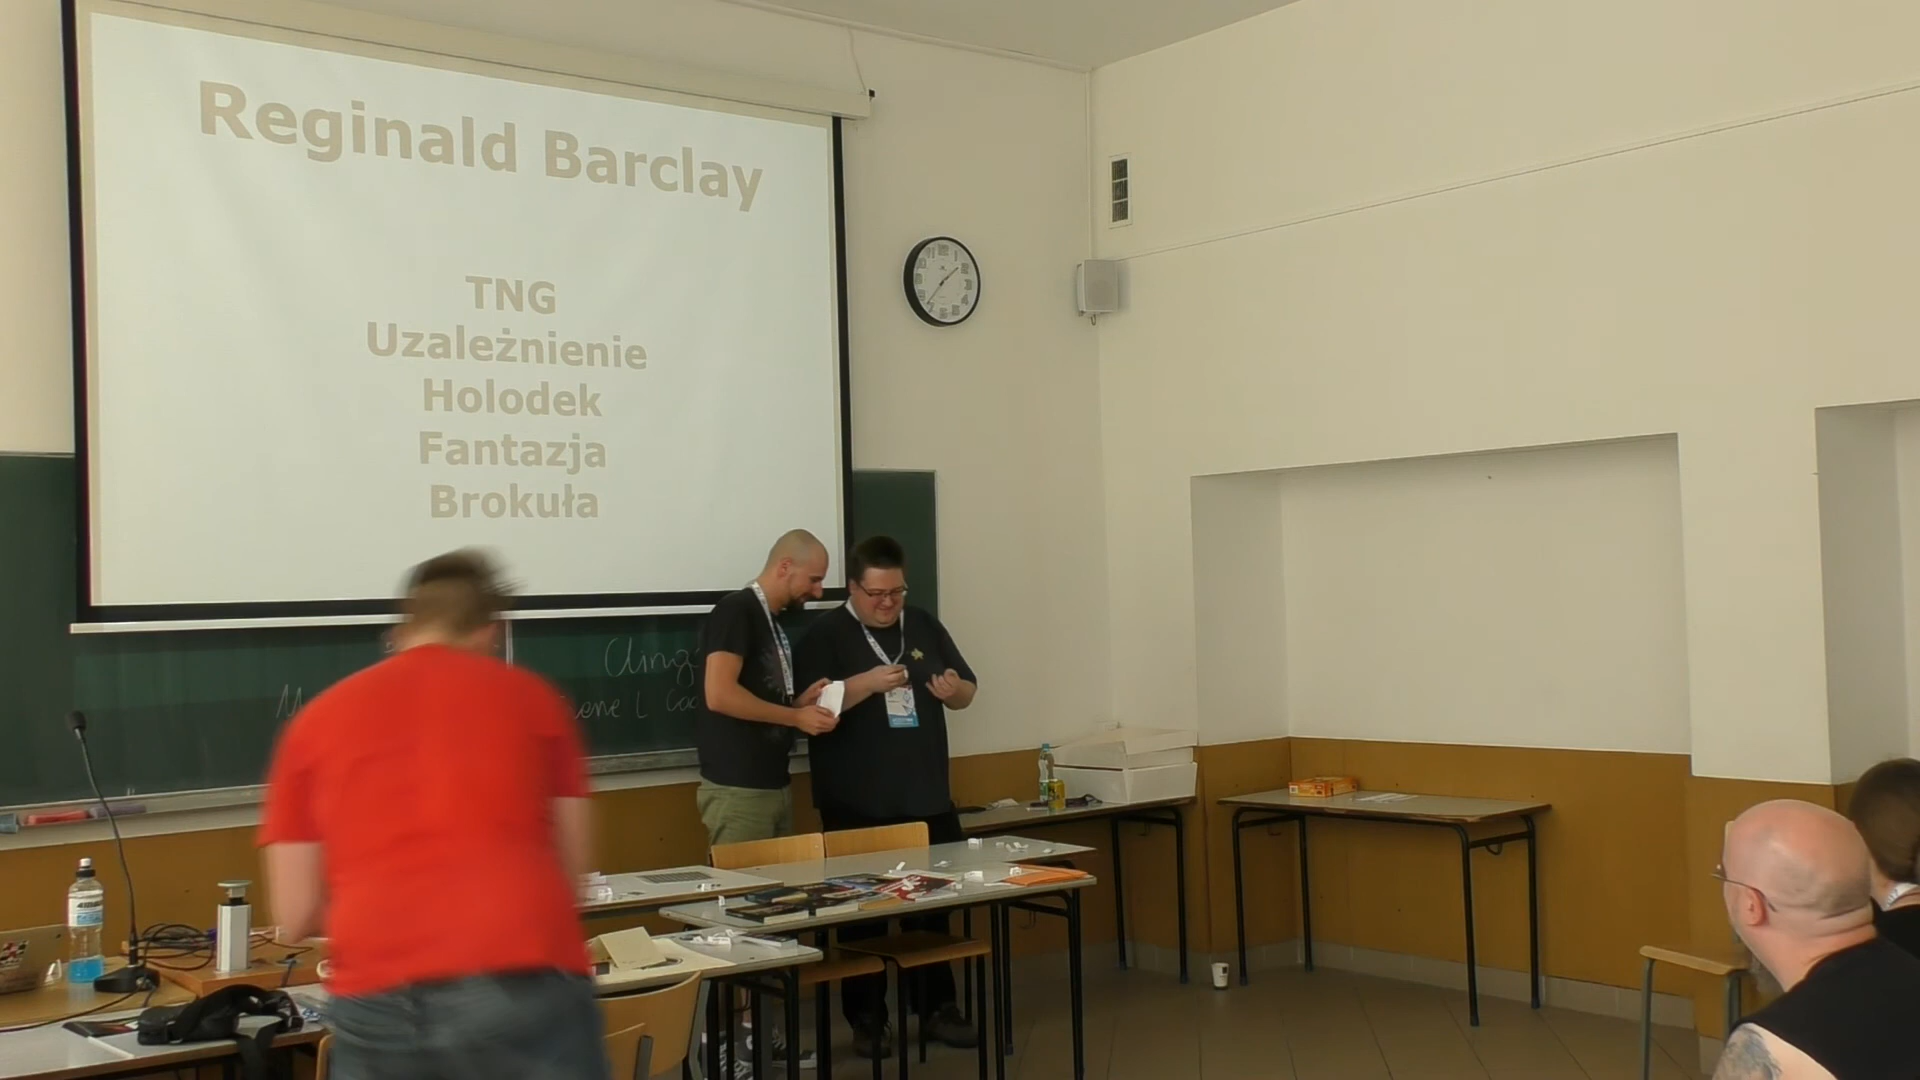 Reginald Barclay
TNG
Uzależnienie
Holodek
Fantazja
Brokuła